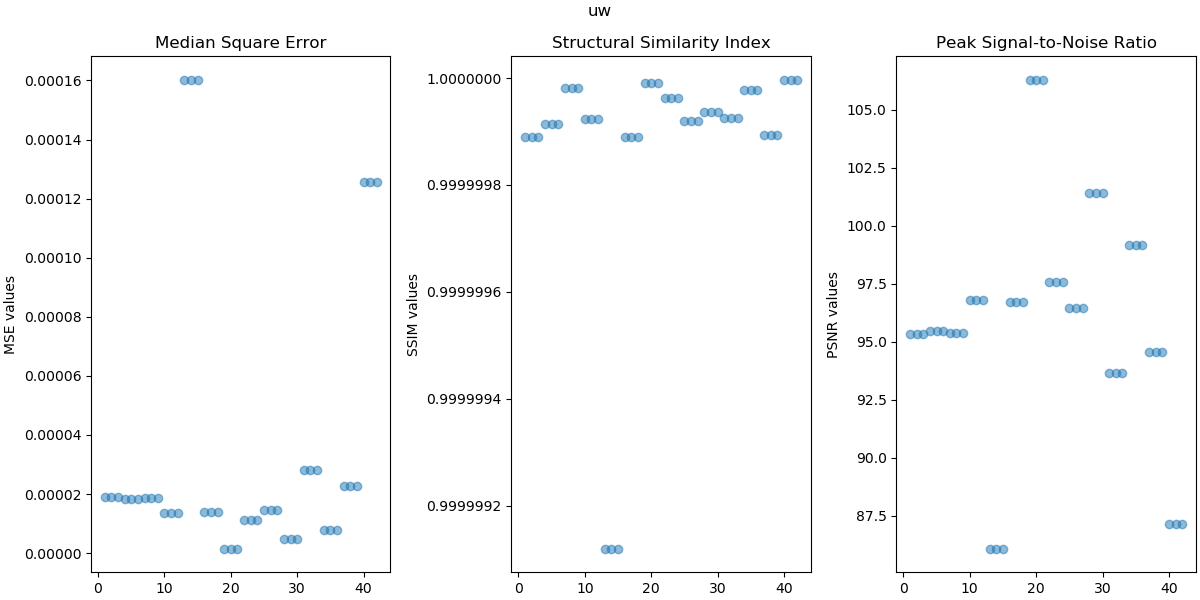 uw
Median Square Error
MSE values
0.00016
0.00014
0.00012
0.00010
0.00008
0.00006
0.00004
0.00002
0.00000
0 10 20 30 40
Structural Similarity Index
SSIM values
1.0000000
0.9999998
0.9999996
0.9999994
0.9999992
0 10 20 30 40
Peak Signal-to-Noise Ratio
PSNR values
105.0
102.5
100.0
97.5
95.0
92.5
90.0
87.5
0 10 20 30 40